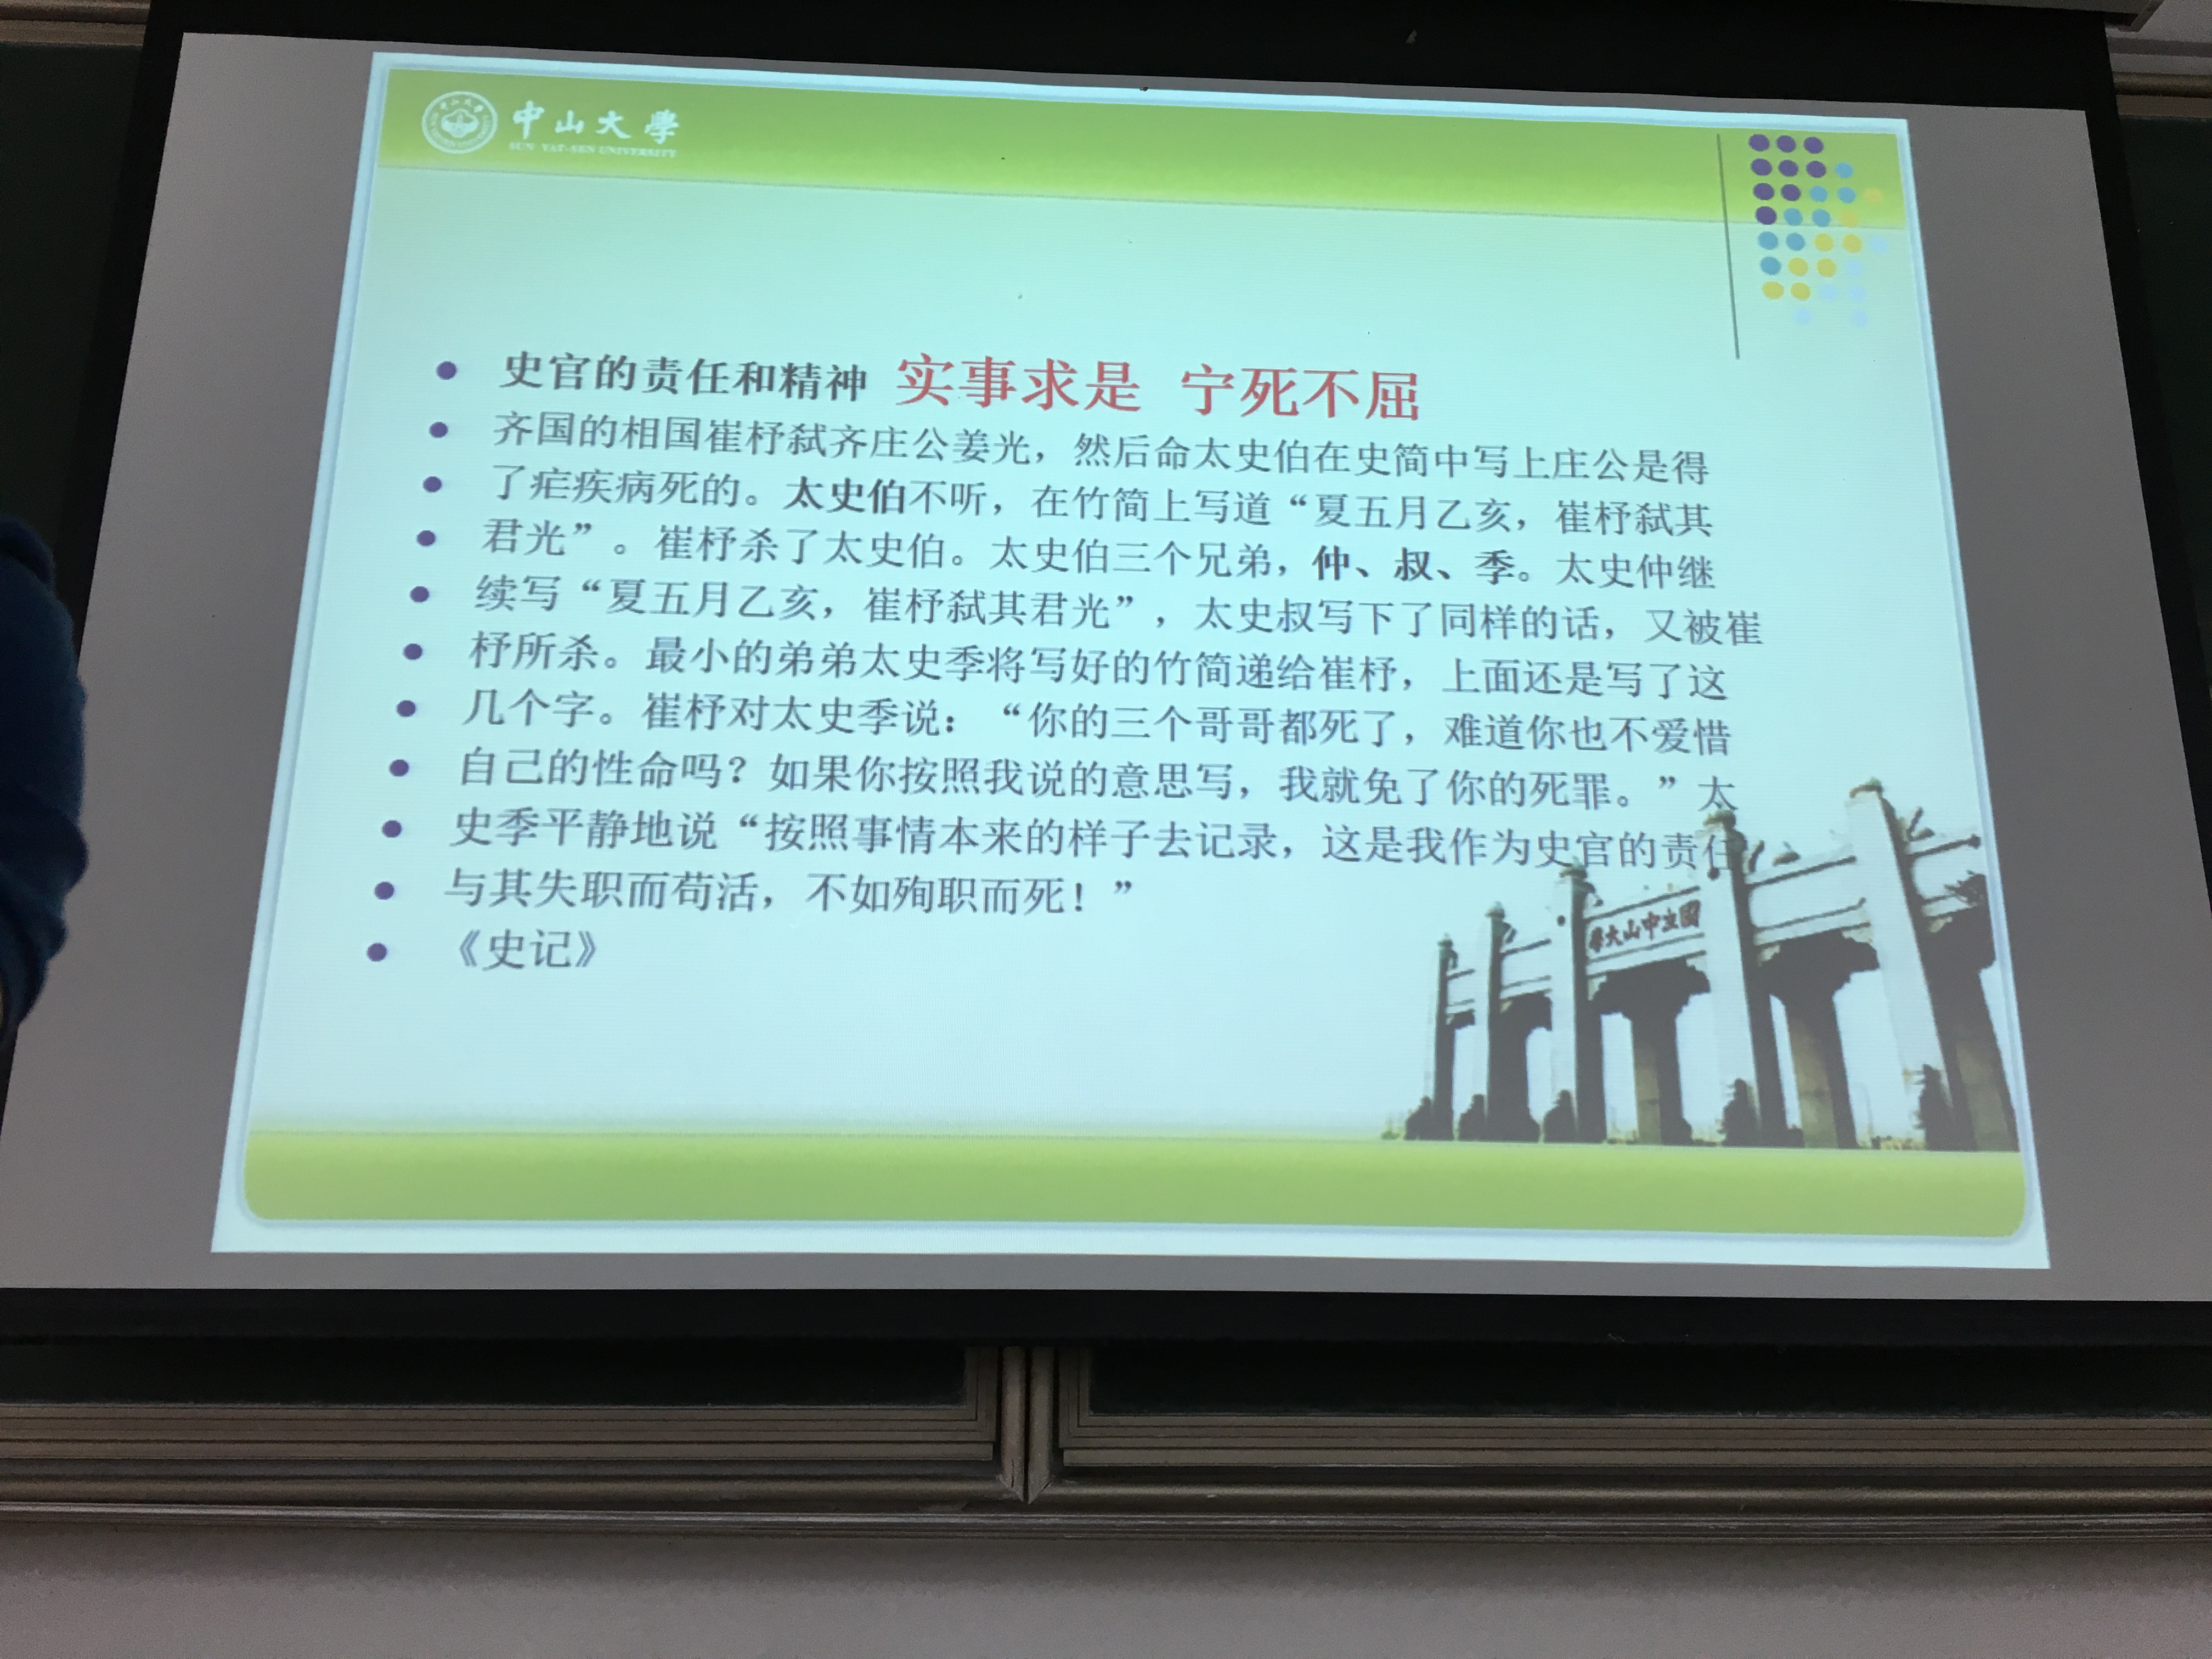 中山大學
SUN YAT-SEN UNIVERSITY
史官的责任和精神 实事求是 宁死不屈
齐国的相国崔杼弑齐庄公姜光，然后命太史伯在史简中写上庄公是得
了疟疾病死的。太史伯不听，在竹简上写道“夏五月乙亥，崔杼弑其
君光”。崔杼杀了太史伯。太史伯三个兄弟，仲、叔、季。太史仲继
续写“夏五月乙亥，崔杼弑其君光”，太史叔写下了同样的话，又被崔
杼所杀。最小的弟弟太史季将写好的竹简递给崔杼，上面还是写了这
几个字。崔杼对太史季说：“你的三个哥哥都死了，难道你也不爱惜
自己的性命吗？如果你按照我说的意思写，我就免了你的死罪。”太
史季平静地说“按照事情本来的样子去记录，这是我作为史官的责任
与其失职而苟活，不如殉职而死！”
《史记》
國立中山大學